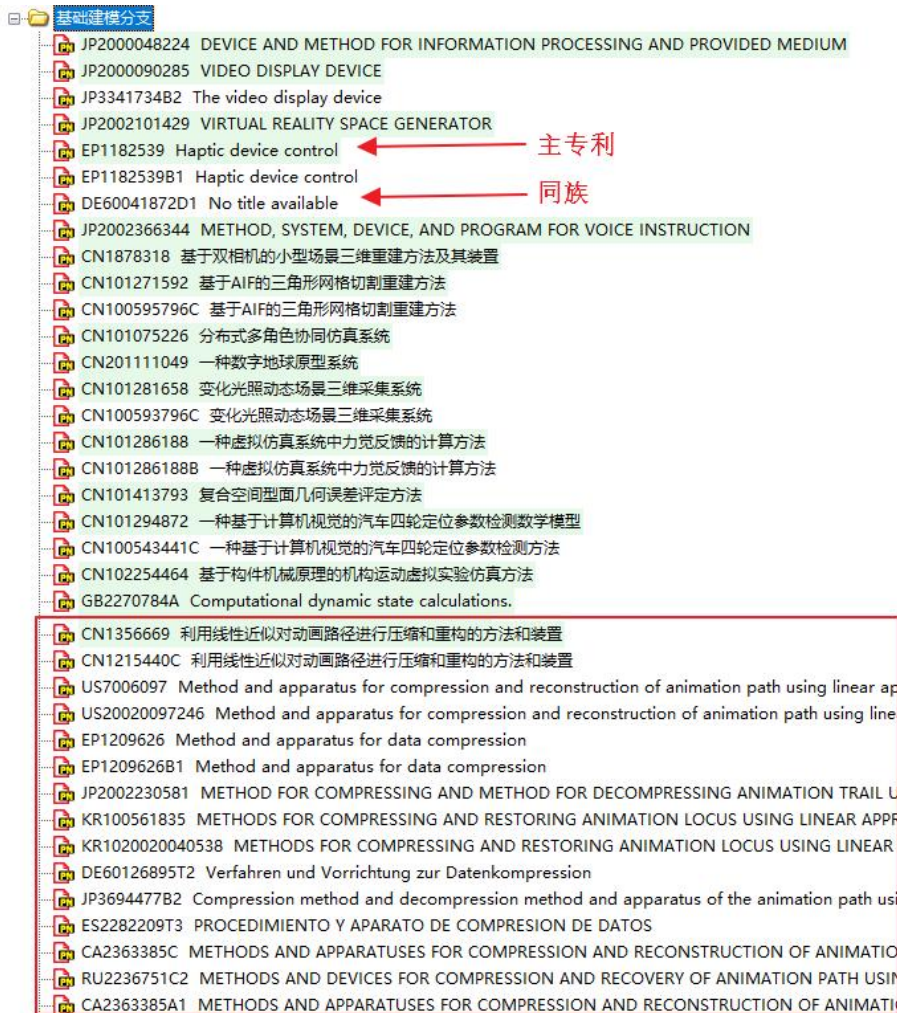 基础建模分支
JP2000048224 DEVICE AND METHOD FOR INFORMATION PROCESSING AND PROVIDED MEDIUM
JP2000090285 VIDEO DISPLAY DEVICE
JP3341734B2 The video display device
JP2002101429 VIRTUAL REALITY SPACE GENERATOR
EP1182539 Haptic device control 主专利
EP1182539B1 Haptic device control
DE60041872D1 No title available 同族
JP2002366344 METHOD, SYSTEM, DEVICE, AND PROGRAM FOR VOICE INSTRUCTION
CN1878318 基于双相机的小型场景三维重建方法及其装置
CN101271592 基于AIF的三角形网格切割重建方法
CN100595796C 基于AIF的三角形网格切割重建方法
CN101075226 分布式多角色协同仿真系统
CN201111049 一种数字地球原型系统
CN101281658 变化光照动态场景三维采集系统
CN100593796C 变化光照动态场景三维采集系统
CN101286188 一种虚拟仿真系统中力觉反馈的计算方法
CN101286188B 一种虚拟仿真系统中力觉反馈的计算方法
CN101413793 复合空间型面几何误差评定方法
CN101294872 一种基于计算机视觉的汽车四轮定位参数检测数学模型
CN100543441C 一种基于计算机视觉的汽车四轮定位参数检测方法
CN102254464 基于构件机械原理的机构运动虚拟实验仿真方法
GB2270784A Computational dynamic state calculations.
CN1356669 利用线性近似对动画路径进行压缩和重构的方法和装置
CN1215440C 利用线性近似对动画路径进行压缩和重构的方法和装置
US7006097 Method and apparatus for compression and reconstruction of animation path using linear ap
US20020097246 Method and apparatus for compression and reconstruction of animation path using line
EP1209626 Method and apparatus for data compression
EP1209626B1 Method and apparatus for data compression
JP2002230581 METHOD FOR COMPRESSING AND METHOD FOR DECOMPRESSING ANIMATION TRAIL U
KR100561835 METHODS FOR COMPRESSING AND RESTORING ANIMATION LOCUS USING LINEAR APPR
KR1020020040538 METHODS FOR COMPRESSING AND RESTORING ANIMATION LOCUS USING LINEAR
DE60126895T2 Verfahren und Vorrichtung zur Datenkompression
JP3694477B2 Compression method and decompression method and apparatus of the animation path usi
ES2282209T3 PROCEDIMIENTO Y APARATO DE COMPRESION DE DATOS
CA2363385C METHODS AND APPARATUSES FOR COMPRESSION AND RECONSTRUCTION OF ANIMATIO
RU2236751C2 METHODS AND DEVICES FOR COMPRESSION AND RECOVERY OF ANIMATION PATH USIN
CA2363385A1 METHODS AND APPARATUSES FOR COMPRESSION AND RECONSTRUCTION OF ANIMATI